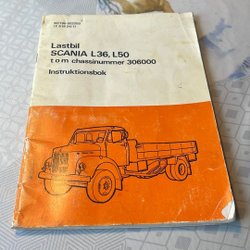 Lastbil
SCANIA L36, L50
t o m chassinummer 306000
Instruktionsbok